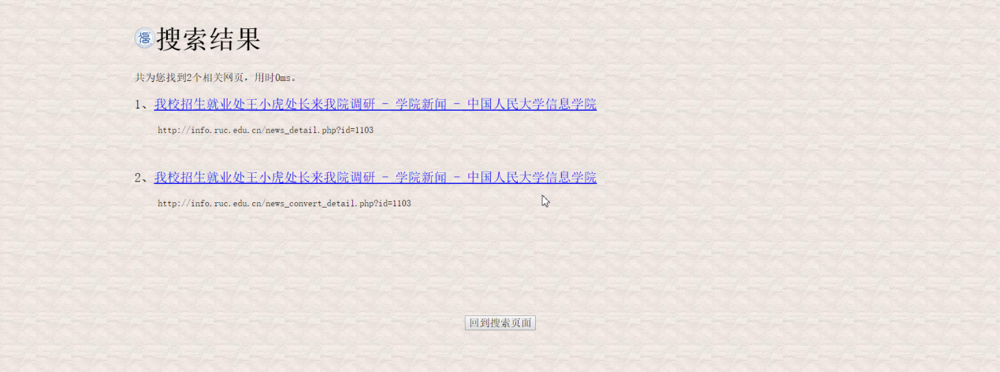 搜索结果
共为您找到2个相关网页，用时0ms。
1、我校招生就业处王小虎处长来我院调研 - 学院新闻 - 中国人民大学信息学院
http://info.ruc.edu.cn/news_detail.php?id=1103
2、我校招生就业处王小虎处长来我院调研 - 学院新闻 - 中国人民大学信息学院
http://info.ruc.edu.cn/news_convert_detail.php?id=1103
回到搜索页面